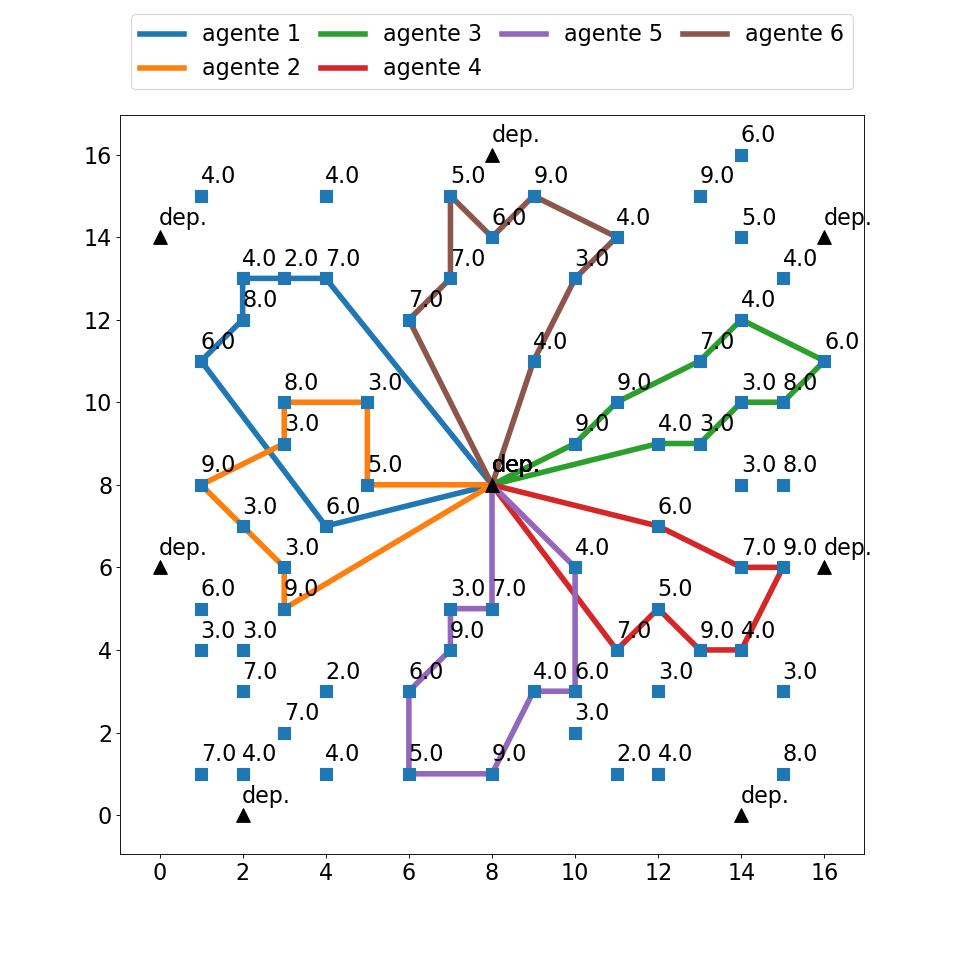 agente 1 agente 3 agente 5 agente 6
agente 2 agente 4
dep. 6.0
16
4.0 4.0 5.0 9.0 9.0
dep. 6.0 4.0 5.0 dep.
14
4.0 2.0 7.0 7.0 3.0 4.0
8.0 7.0 4.0
12
6.0 4.0 7.0 6.0
8.0 3.0 9.0 3.0 8.0
10
3.0 9.0 4.0 3.0
9.0 5.0 dep. 3.0 8.0
8
3.0 6.0 6.0
dep. 3.0 4.0 7.0 9.0 dep.
6
6.0 9.0 3.0 7.0 5.0
3.0 3.0 9.0 7.0 9.0 4.0
4
7.0 2.0 6.0 4.0 6.0 3.0 3.0
7.0 3.0
2
7.0 4.0 4.0 5.0 9.0 2.0 4.0 8.0
dep. dep.
0
0 2 4 6 8 10 12 14 16